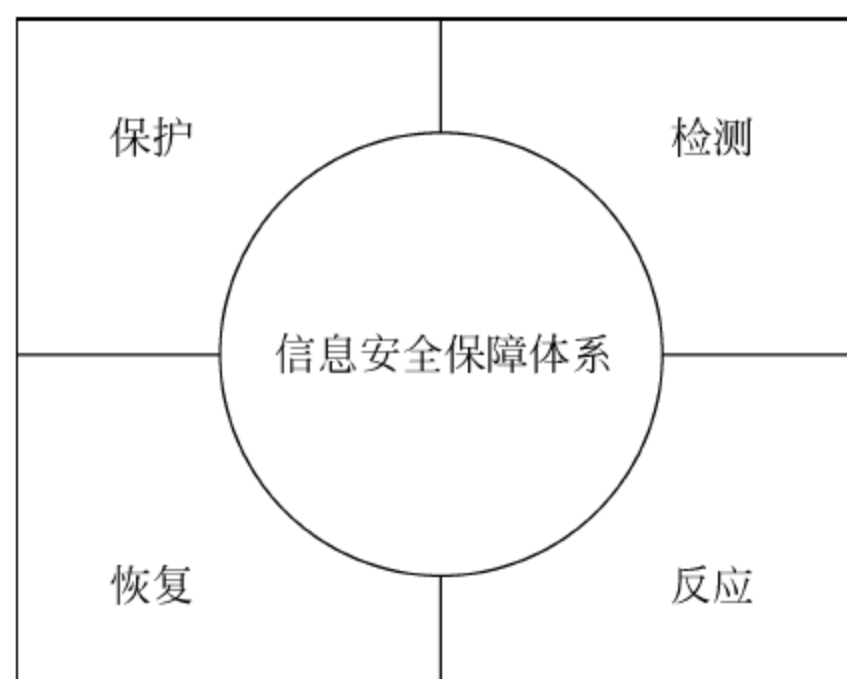 保护
检测
信息安全保障体系
恢复
反应